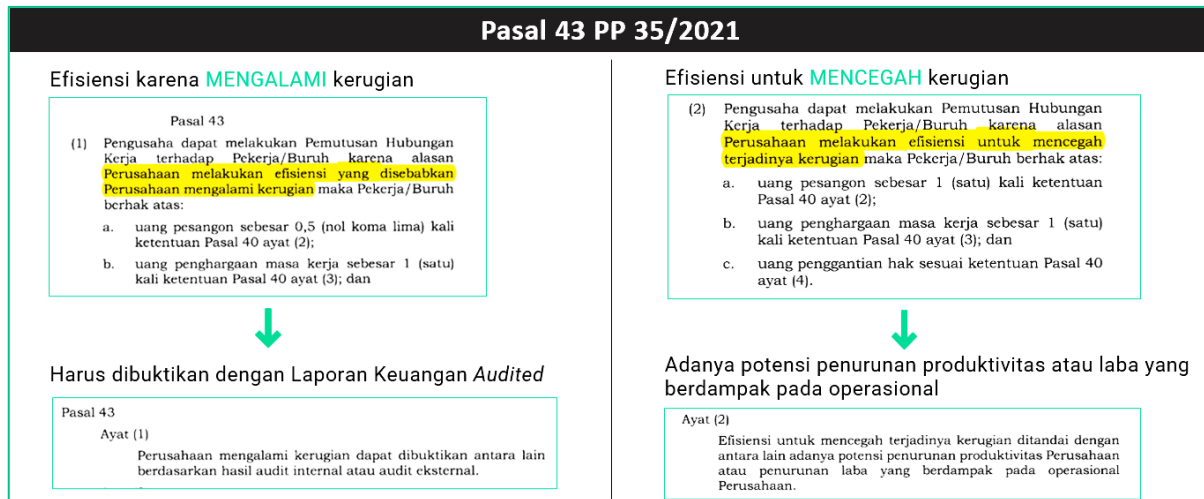 Pasal 43 PP 35/2021
Efisiensi karena MENGALAMI kerugian
Pasal 43
(1) Pengusaha dapat melakukan Pemutusan Hubungan
Kerja terhadap Pekerja/Buruh karena alasan
Perusahaan melakukan efisiensi yang disebabkan
Perusahaan mengalami kerugian maka Pekerja/Buruh
berhak atas:
a. uang pesangon sebesar 0,5 (nol koma lima) kali
ketentuan Pasal 40 ayat (2);
b. uang penghargaan masa kerja sebesar 1 (satu)
kali ketentuan Pasal 40 ayat (3); dan
Harus dibuktikan dengan Laporan Keuangan Audited
Pasal 43
Ayat (1)
Perusahaan mengalami kerugian dapat dibuktikan antara lain
berdasarkan hasil audit internal atau audit eksternal.
Efisiensi untuk MENCEGAH kerugian
(2) Pengusaha dapat melakukan Pemutusan Hubungan
Kerja terhadap Pekerja/Buruh karena alasan
Perusahaan melakukan efisiensi untuk mencegah
terjadinya kerugian maka Pekerja/Buruh berhak atas:
a. uang pesangon sebesar 1 (satu) kali ketentuan
Pasal 40 ayat (2);
b. uang penghargaan masa kerja sebesar 1 (satu)
kali ketentuan Pasal 40 ayat (3); dan
c. uang penggantian hak sesuai ketentuan Pasal 40
ayat (4).
Adanya potensi penurunan produktivitas atau laba yang
berdampak pada operasional
Ayat (2)
Efisiensi untuk mencegah terjadinya kerugian ditandai dengan
antara lain adanya potensi penurunan produktivitas Perusahaan
atau penurunan laba yang berdampak pada operasional
Perusahaan.